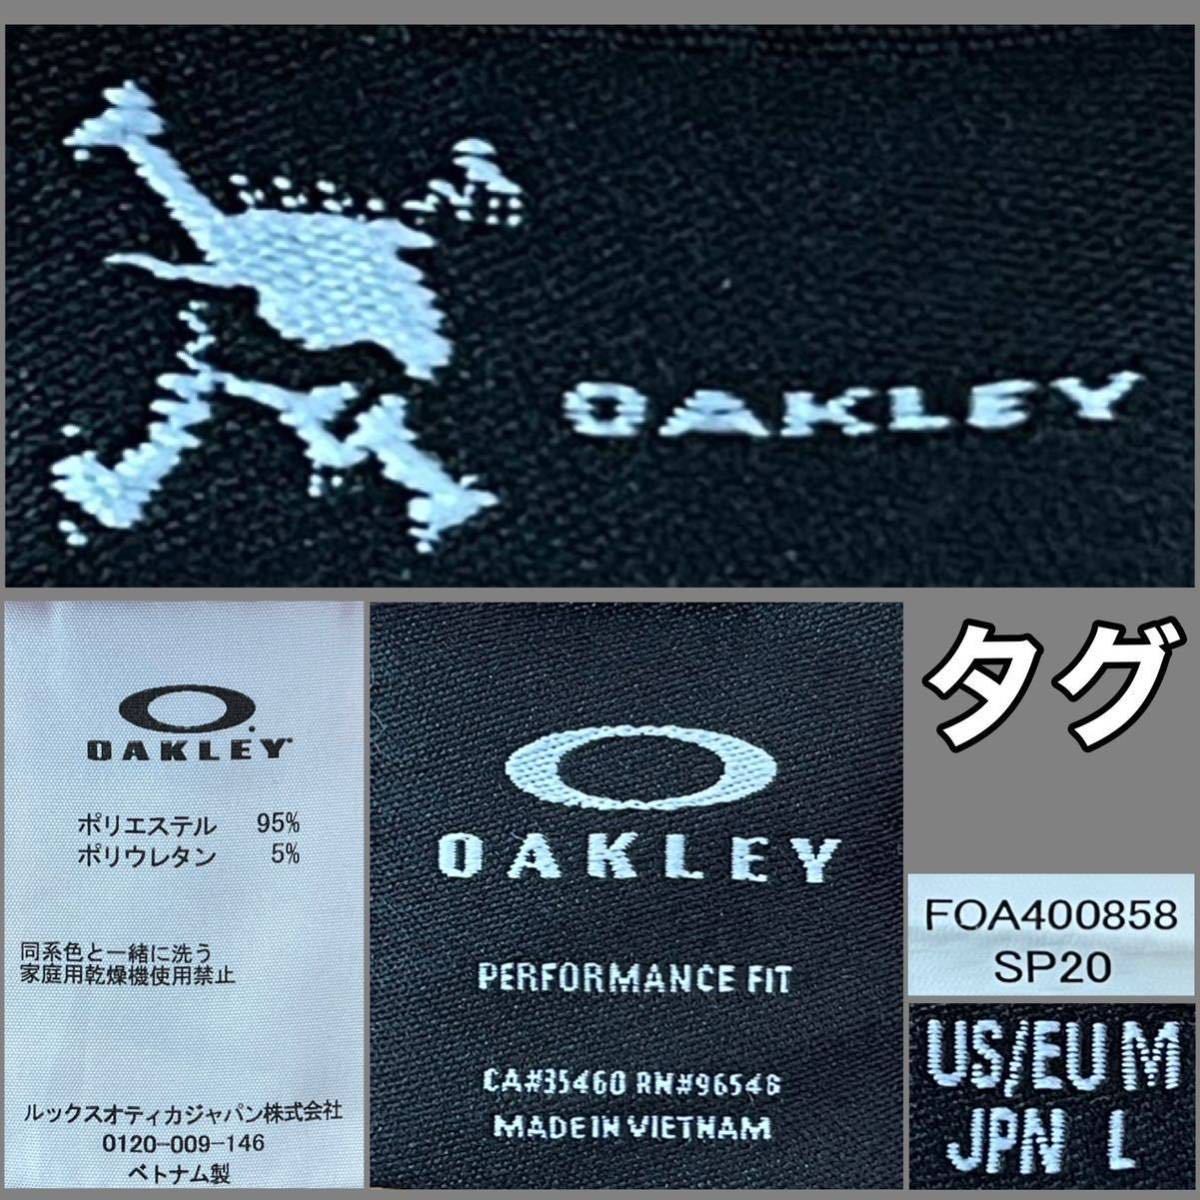 OAKLEY
タグ
OAKLEY
ポリエステル 95%
ポリウレタン 5%
同系色と一緒に洗う
家庭用乾燥機使用禁止
ルックスオティカジャパン株式会社
0120-009-146
ベトナム製
OAKLEY
PERFORMANCE FIT
CA#35460 RN#96548
MADE IN VIETNAM
FOA400858
SP20
US/EU M
JPN L